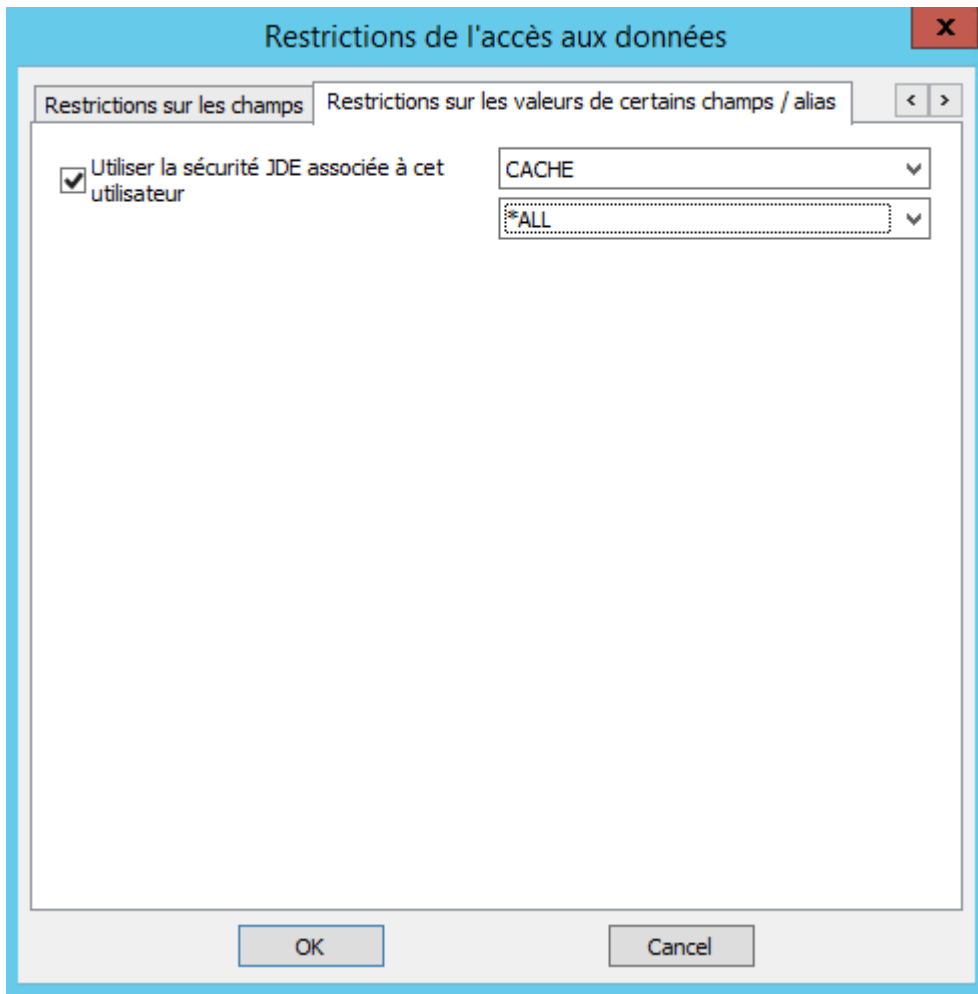 Restrictions de l'accès aux données
x
Restrictions sur les champs
Restrictions sur les valeurs de certains champs / alias
< >
Utiliser la sécurité JDE associée à cet
utilisateur
CACHE
*ALL
OK
Cancel